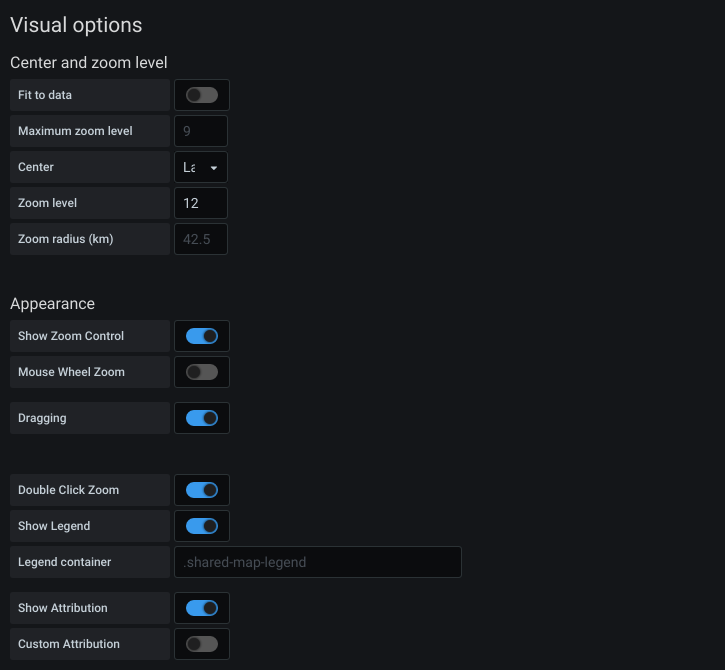 Visual options
Center and zoom level
Fit to data
Maximum zoom level 9
Center
Zoom level 12
Zoom radius (km) 42.5
Appearance
Show Zoom Control
Mouse Wheel Zoom
Dragging
Double Click Zoom
Show Legend
Legend container .shared-map-legend
Show Attribution
Custom Attribution